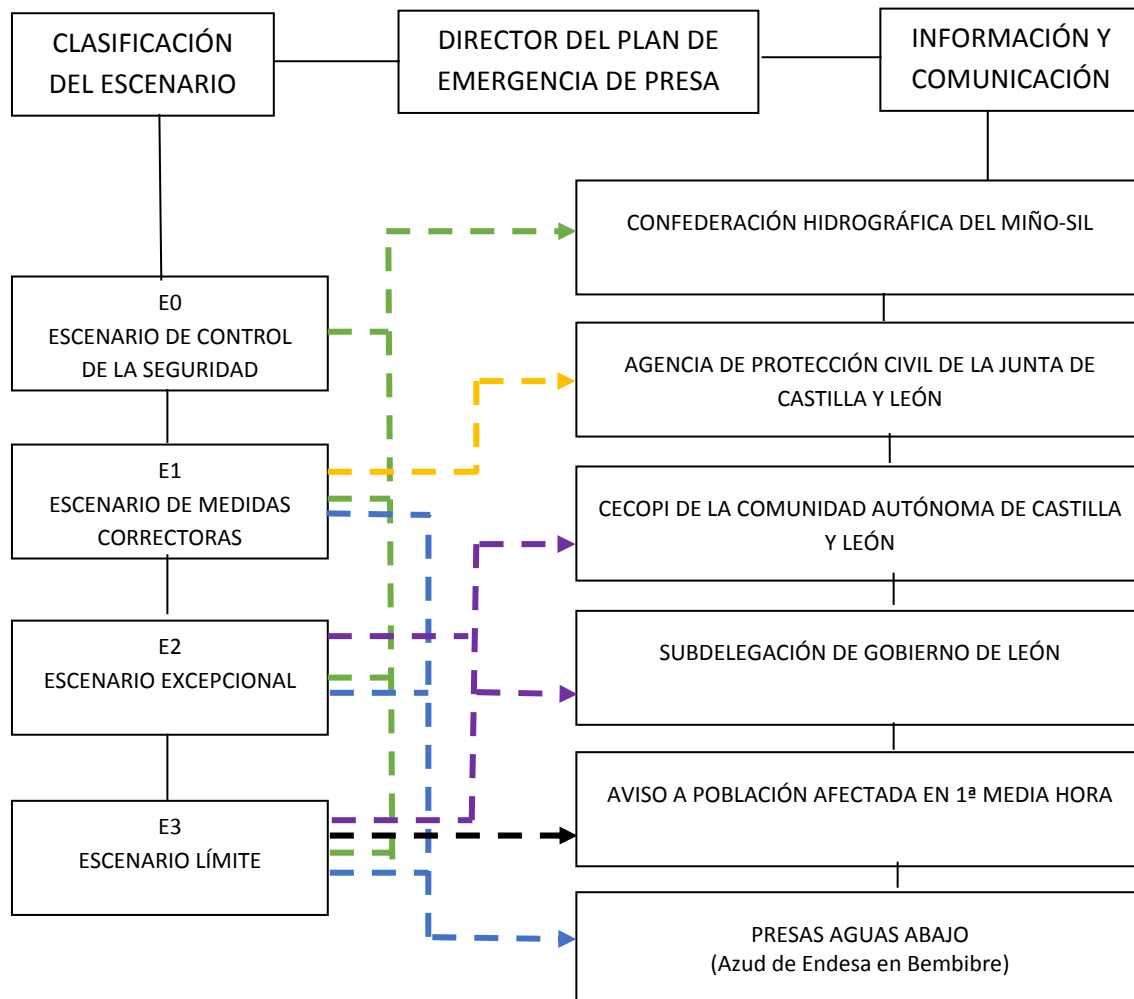 CLASIFICACIÓN
DEL ESCENARIO
DIRECTOR DEL PLAN DE
EMERGENCIA DE PRESA
INFORMACIÓN Y
COMUNICACIÓN
CONFEDERACIÓN HIDROGRÁFICA DEL MIÑO-SIL
E0
ESCENARIO DE CONTROL
DE LA SEGURIDAD
AGENCIA DE PROTECCIÓN CIVIL DE LA JUNTA DE
CASTILLA Y LEÓN
E1
ESCENARIO DE MEDIDAS
CORRECTORAS
CECOPI DE LA COMUNIDAD AUTÓNOMA DE CASTILLA
Y LEÓN
E2
ESCENARIO EXCEPCIONAL
SUBDELEGACIÓN DE GOBIERNO DE LEÓN
AVISO A POBLACIÓN AFECTADA EN 1ª MEDIA HORA
E3
ESCENARIO LÍMITE
PRESAS AGUAS ABAJO
(Azud de Endesa en Bembibre)